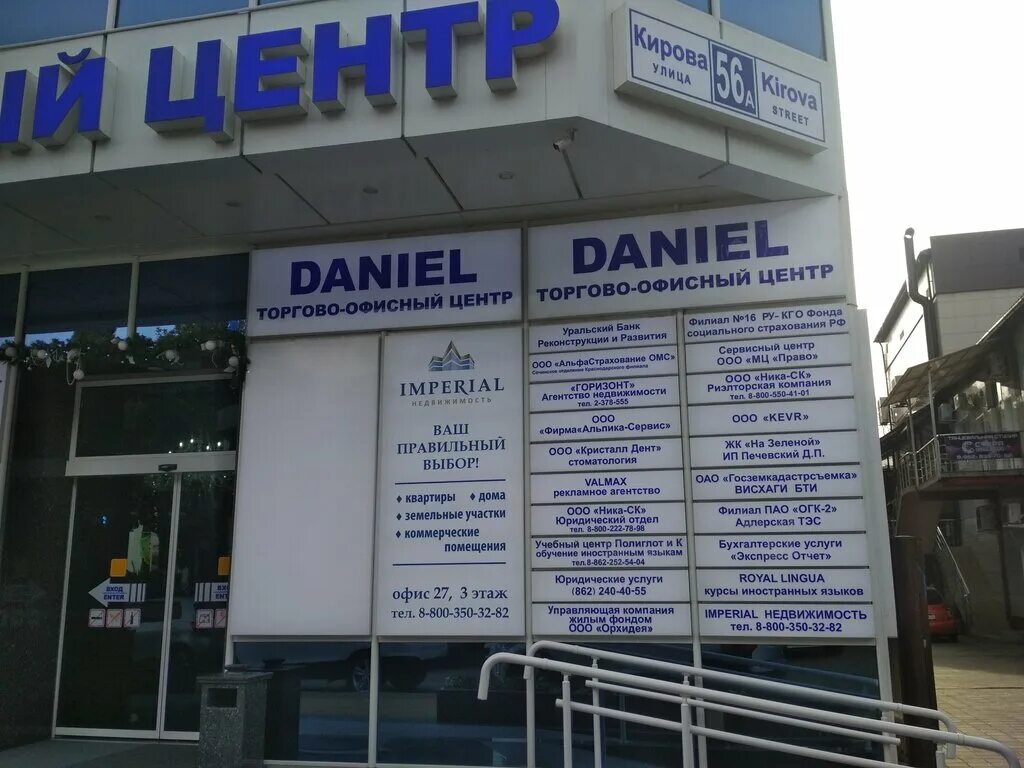 ЫЙ ЦЕНТР
Кирова
УЛИЦА
56А
Kirova
STREET
DANIEL
ТОРГОВО-ОФИСНЫЙ ЦЕНТР
DANIEL
ТОРГОВО-ОФИСНЫЙ ЦЕНТР
IMPERIAL
НЕДВИЖИМОСТЬ
ВАШ
ПРАВИЛЬНЫЙ
ВЫБОР!
♦ квартиры ♦ дома
♦ земельные участки
♦ коммерческие
помещения
офис 27, 3 этаж
тел. 8-800-350-32-82
Уральский Банк
Реконструкции и Развития
ООО «АльфаСтрахование ОМС»
Сочинское отделение Краснодарского филиала
«ГОРИЗОНТ»
Агентство недвижимости
тел. 2-378-555
ООО
«Фирма«Альпика-Сервис»
ООО «Кристалл Дент»
стоматология
VALMAX
рекламное агентство
ООО «Ника-СК»
Юридический отдел
тел. 8-800-222-78-98
Учебный центр Полиглот и К
обучение иностранным языкам
тел.8-862-252-54-04
Юридические услуги
(862) 240-40-55
Управляющая компания
жилым фондом
ООО «Орхидея»
Филиал №16 РУ- КГО Фонда
социального страхования РФ
Сервисный центр
ООО «МЦ «Право»
ООО «Ника-СК»
Риэлторская компания
тел. 8-800-550-41-01
ООО «KEVR»
ЖК «На Зеленой»
ИП Печевский Д.П.
ОАО «Госземкадастрсъемка»
ВИСХАГИ БТИ
Филиал ПАО «ОГК-2»
Адлерская ТЭС
Бухгалтерские услуги
«Экспресс Отчет»
ROYAL LINGUA
курсы иностранных языков
IMPERIAL НЕДВИЖИМОСТЬ
тел. 8-800-350-32-82
ВХОД
ENTER
ВХОД
ENTER